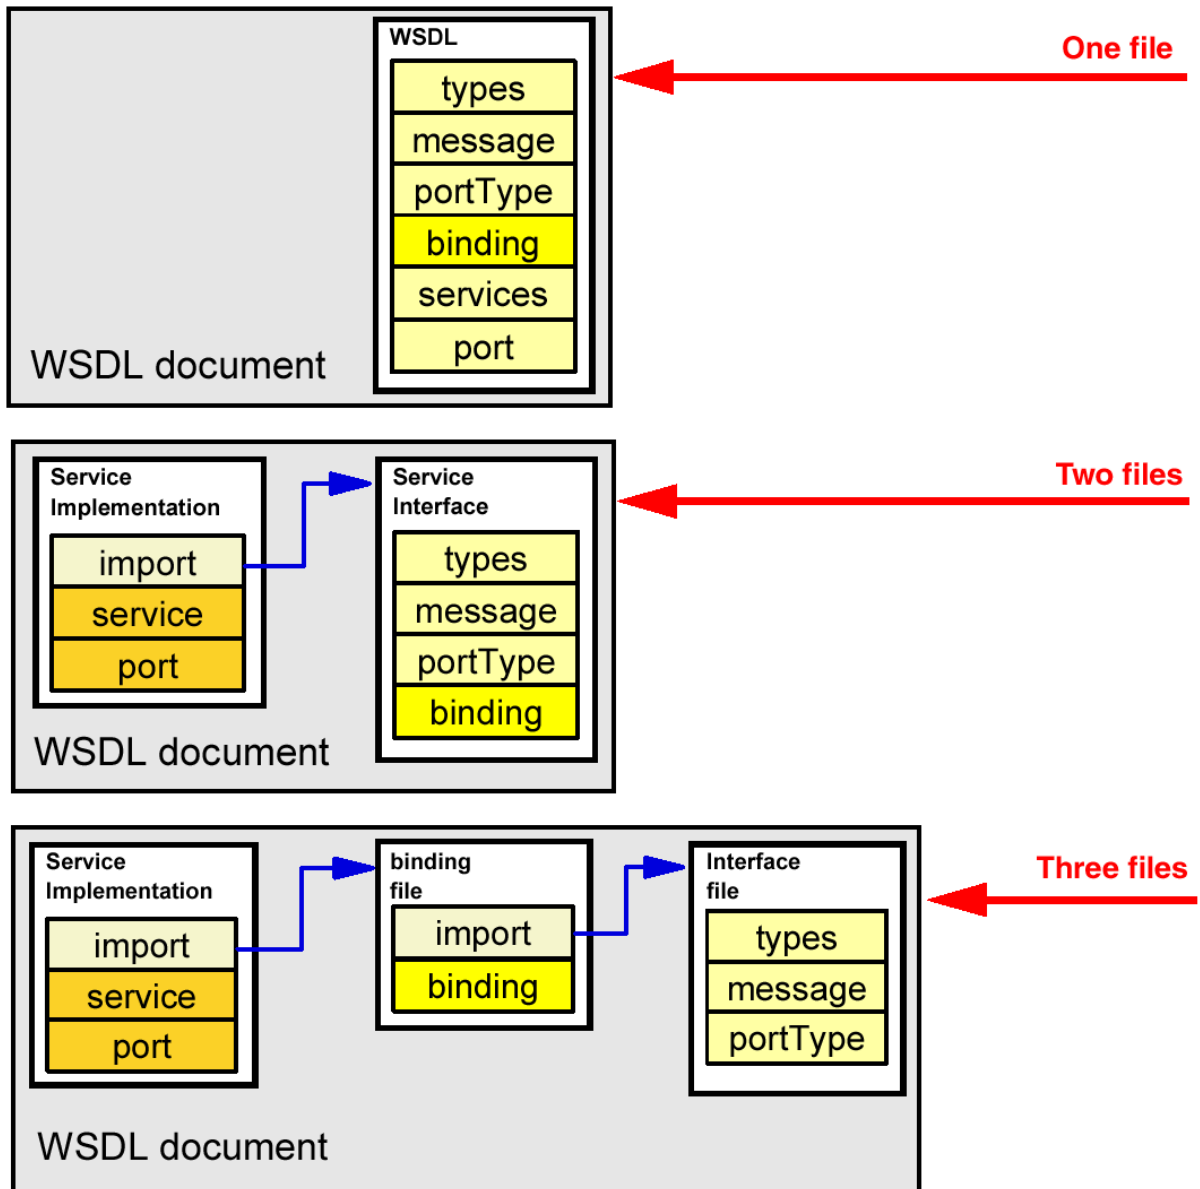 WSDL
One file
types
message
portType
binding
services
port
WSDL document
Service
Implementation
import
service
port
Service
Interface
types
message
portType
binding
Two files
WSDL document
Service
Implementation
import
service
port
binding
file
import
binding
Interface
file
types
message
portType
Three files
WSDL document